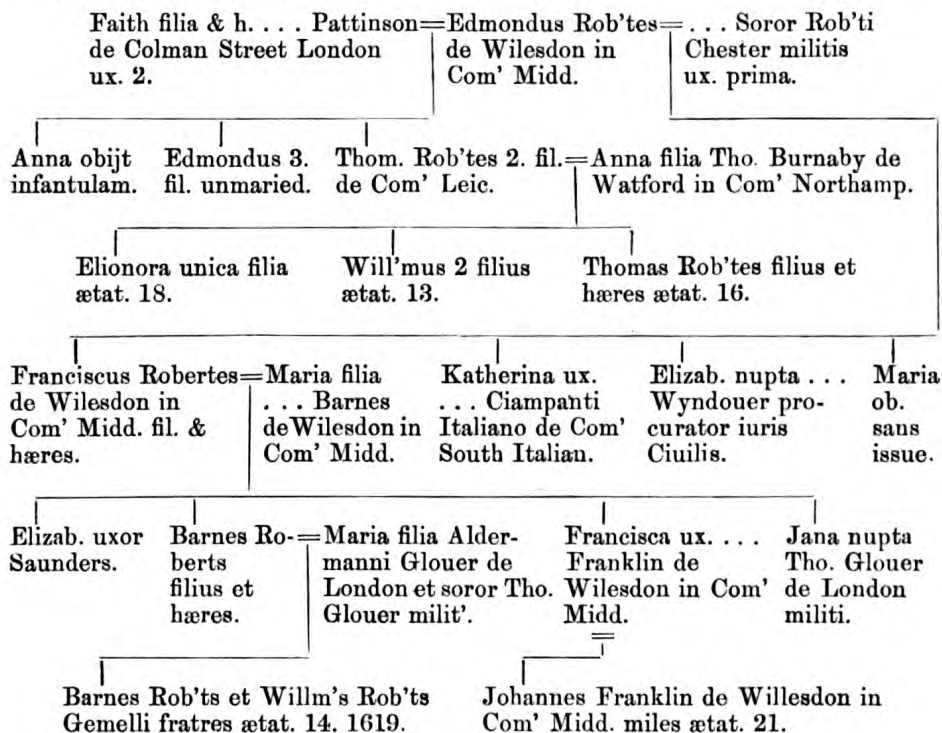 Faith filia & h. . . . Pattinson=Edmondus Rob'tes= . . . Soror Rob'ti
de Colman Street London de Wilesdon in Chester militis
ux. 2. Com' Midd. ux. prima.
Anna obijt Edmondus 3. Thom. Rob'tes 2. fil.=Anna filia Tho. Burnaby de
infantulam. fil. unmaried. de Com' Leic. Watford in Com' Northamp.
Elionora unica filia Will'mus 2 filius Thomas Rob'tes filius et
ætat. 18. ætat. 13. hæres ætat. 16.
Franciscus Robertes=Maria filia Katherina ux. Elizab. nupta . . . Maria
de Wilesdon in . . . Barnes . . . Ciampanti Wyndouer pro- ob.
Com' Midd. fil. & deWilesdon in Italiano de Com' curator iuris sans
hæres. Com' Midd. South Italian. Ciuilis. issue.
Elizab. uxor Barnes Ro-=Maria filia Alder- Francisca ux. . . . Jana nupta
Saunders. berts manni Glouer de Franklin de Tho. Glouer
filius et London et soror Tho. Wilesdon in Com' de London
hæres. Glouer milit'. Midd. militi.
=
Barnes Rob'ts et Willm's Rob'ts Johannes Franklin de Willesdon in
Gemelli fratres ætat. 14. 1619. Com' Midd. miles ætat. 21.